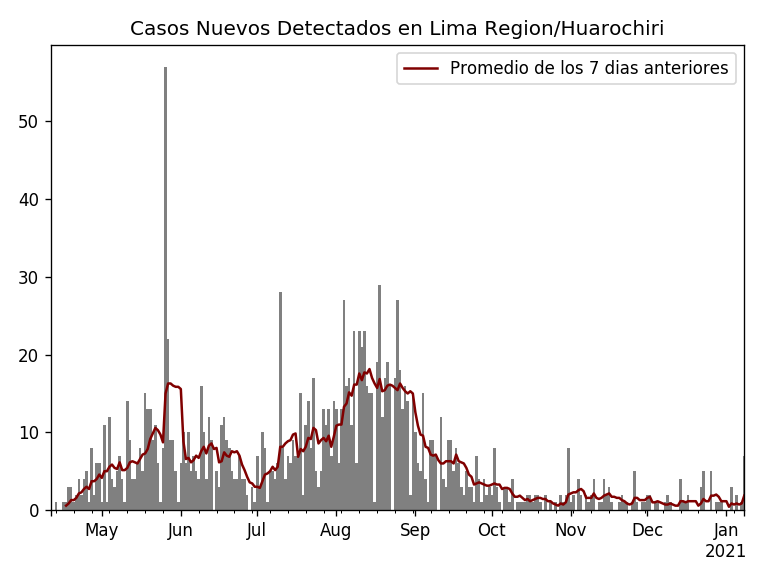 Casos Nuevos Detectados en Lima Region/Huarochiri
Promedio de los 7 dias anteriores
50
40
30
20
10
0
May Jun Jul Aug Sep Oct Nov Dec Jan
2021